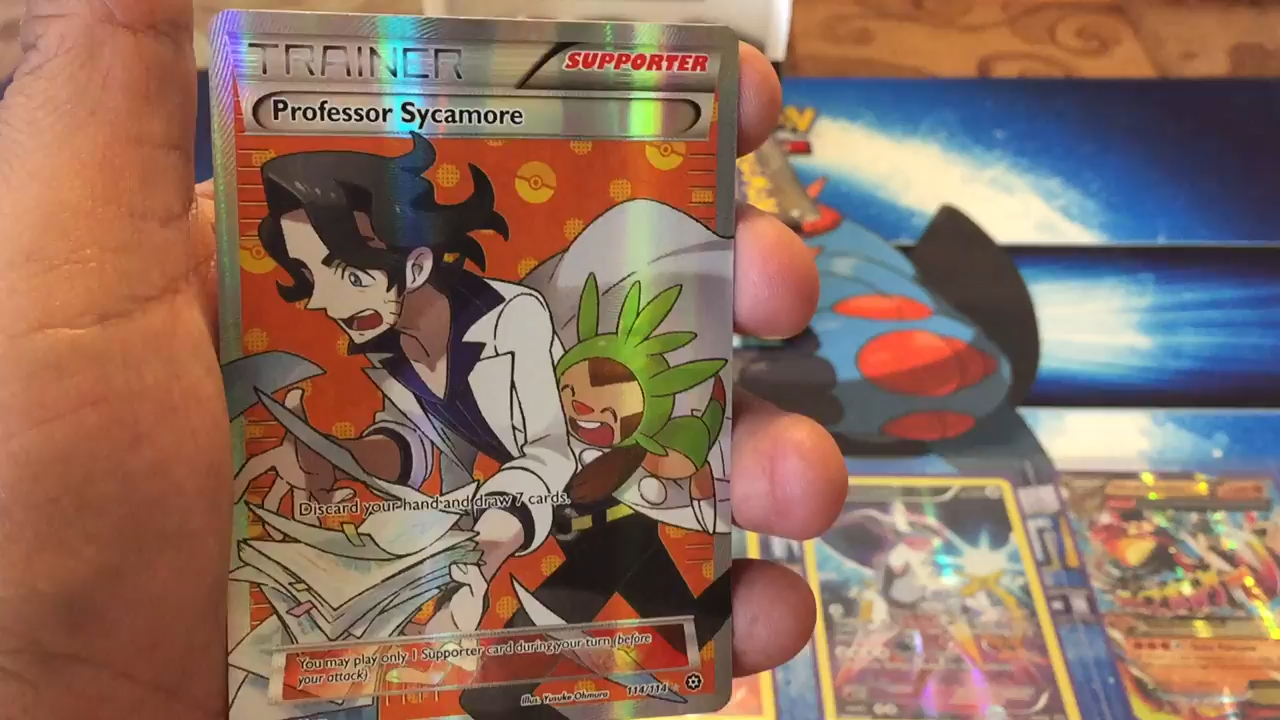 TRAINER
SUPPORTER
Professor Sycamore
Discard your hand and draw 7 cards.
You may play only 1 Supporter card during your turn (before
your attack).
Illus. Yusuke Ohmura
114/114